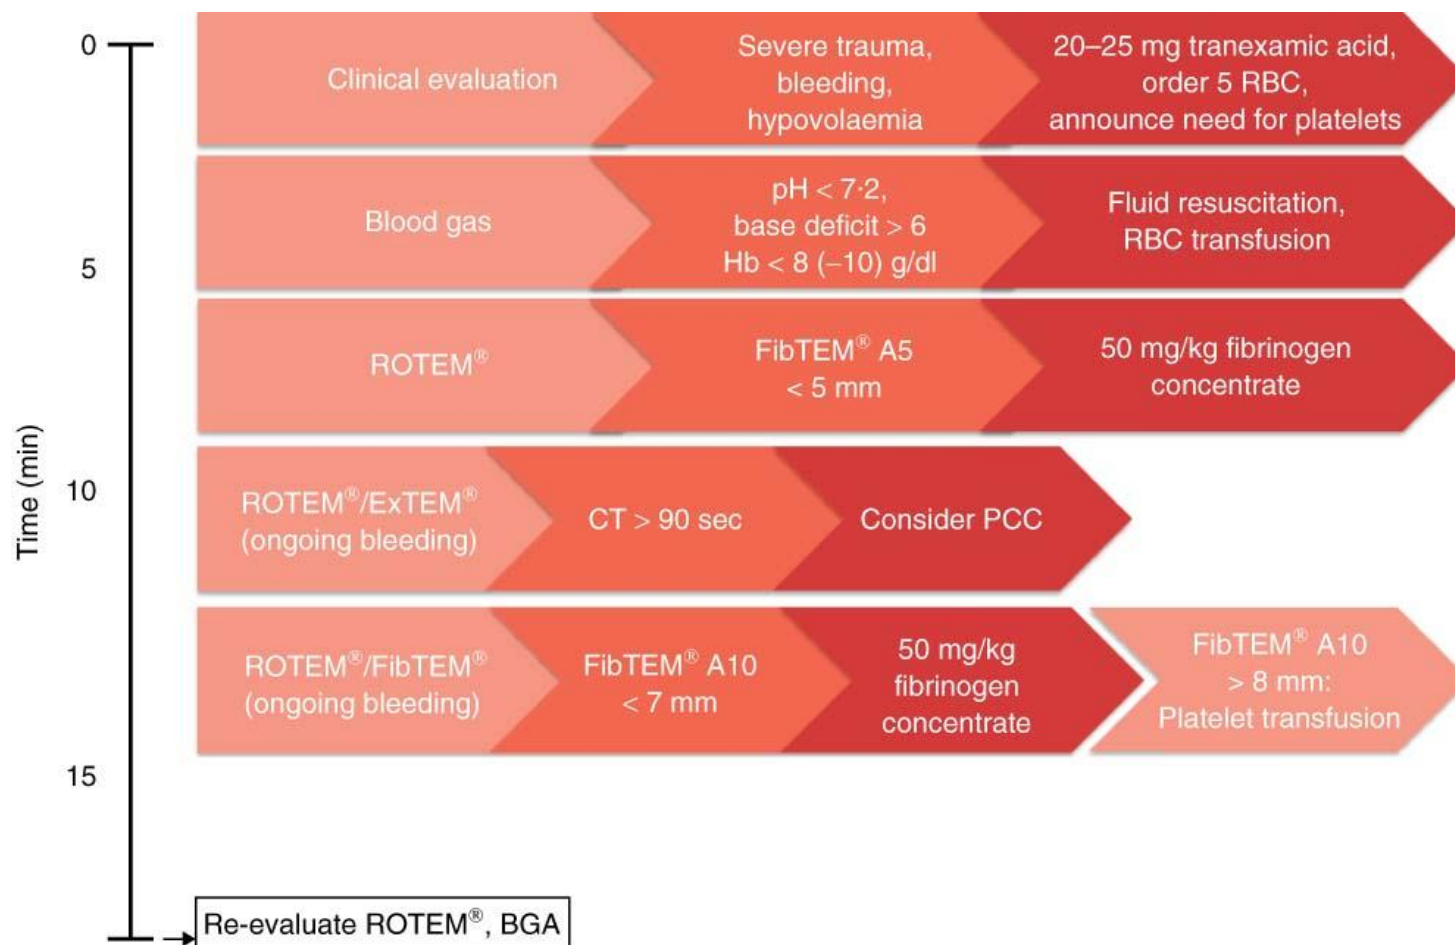 0
Clinical evaluation
Severe trauma,
bleeding,
hypovolaemia
20–25 mg tranexamic acid,
order 5 RBC,
announce need for platelets
Blood gas
pH < 7·2,
base deficit > 6
Hb < 8 (–10) g/dl
Fluid resuscitation,
RBC transfusion
5
ROTEM®
FibTEM® A5
< 5 mm
50 mg/kg fibrinogen
concentrate
Time (min)
10
ROTEM®/ExTEM®
(ongoing bleeding)
CT > 90 sec
Consider PCC
ROTEM®/FibTEM®
(ongoing bleeding)
FibTEM® A10
< 7 mm
50 mg/kg
fibrinogen
concentrate
FibTEM® A10
> 8 mm:
Platelet transfusion
15
Re-evaluate ROTEM®, BGA